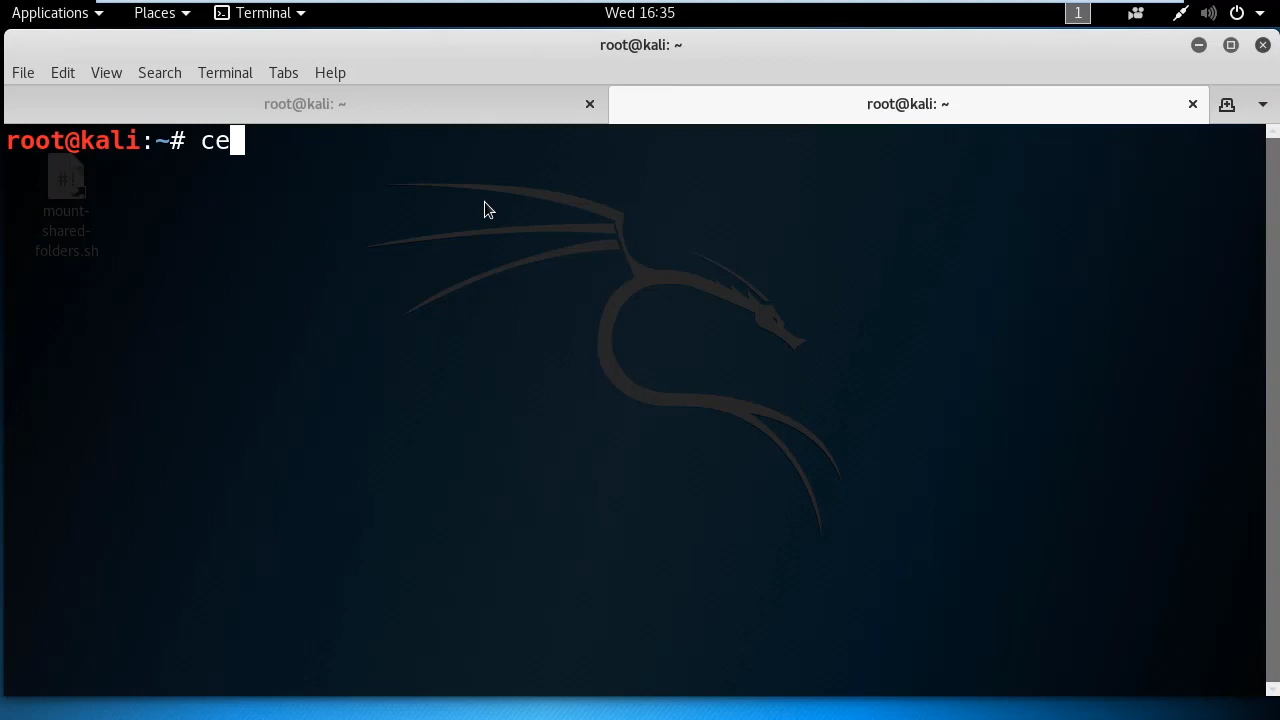 Applications Places Terminal Wed 16:35 1
root@kali: ~
File Edit View Search Terminal Tabs Help
root@kali: ~ root@kali: ~
root@kali:~# ce
#!
mount-
shared-
folders.sh